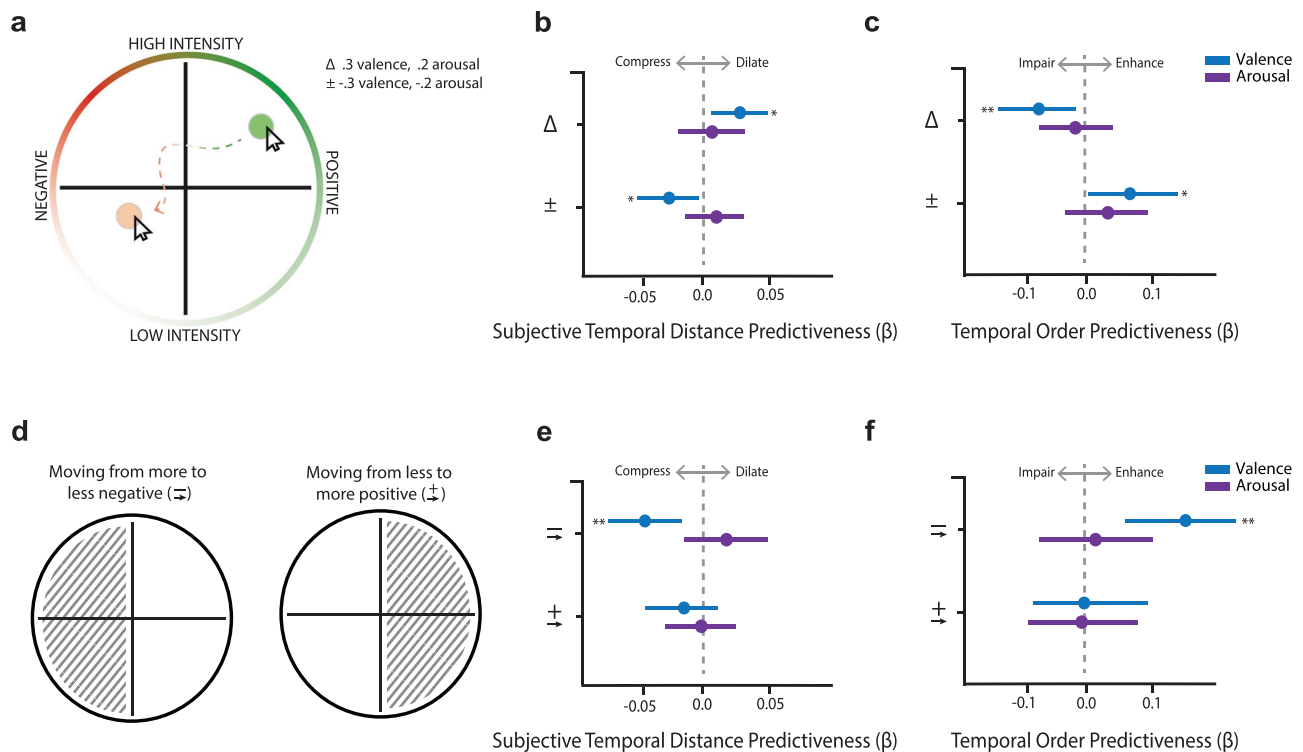 a
HIGH INTENSITY
Δ .3 valence, .2 arousal
± -.3 valence, -.2 arousal
NEGATIVE
POSITIVE
LOW INTENSITY
b
Compress
Dilate
Δ
*
±
*
-0.05
0.0
0.05
Subjective Temporal Distance Predictiveness (β)
c
Valence
Arousal
Impair
Enhance
Δ
**
±
*
-0.1
0.0
0.1
Temporal Order Predictiveness (β)
d
Moving from more to
less negative (−→)
Moving from less to
more positive (+→)
e
Compress
Dilate
−→
**
+→
-0.05
0.0
0.05
Subjective Temporal Distance Predictiveness (β)
f
Valence
Arousal
Impair
Enhance
−→
**
+→
-0.1
0.0
0.1
Temporal Order Predictiveness (β)